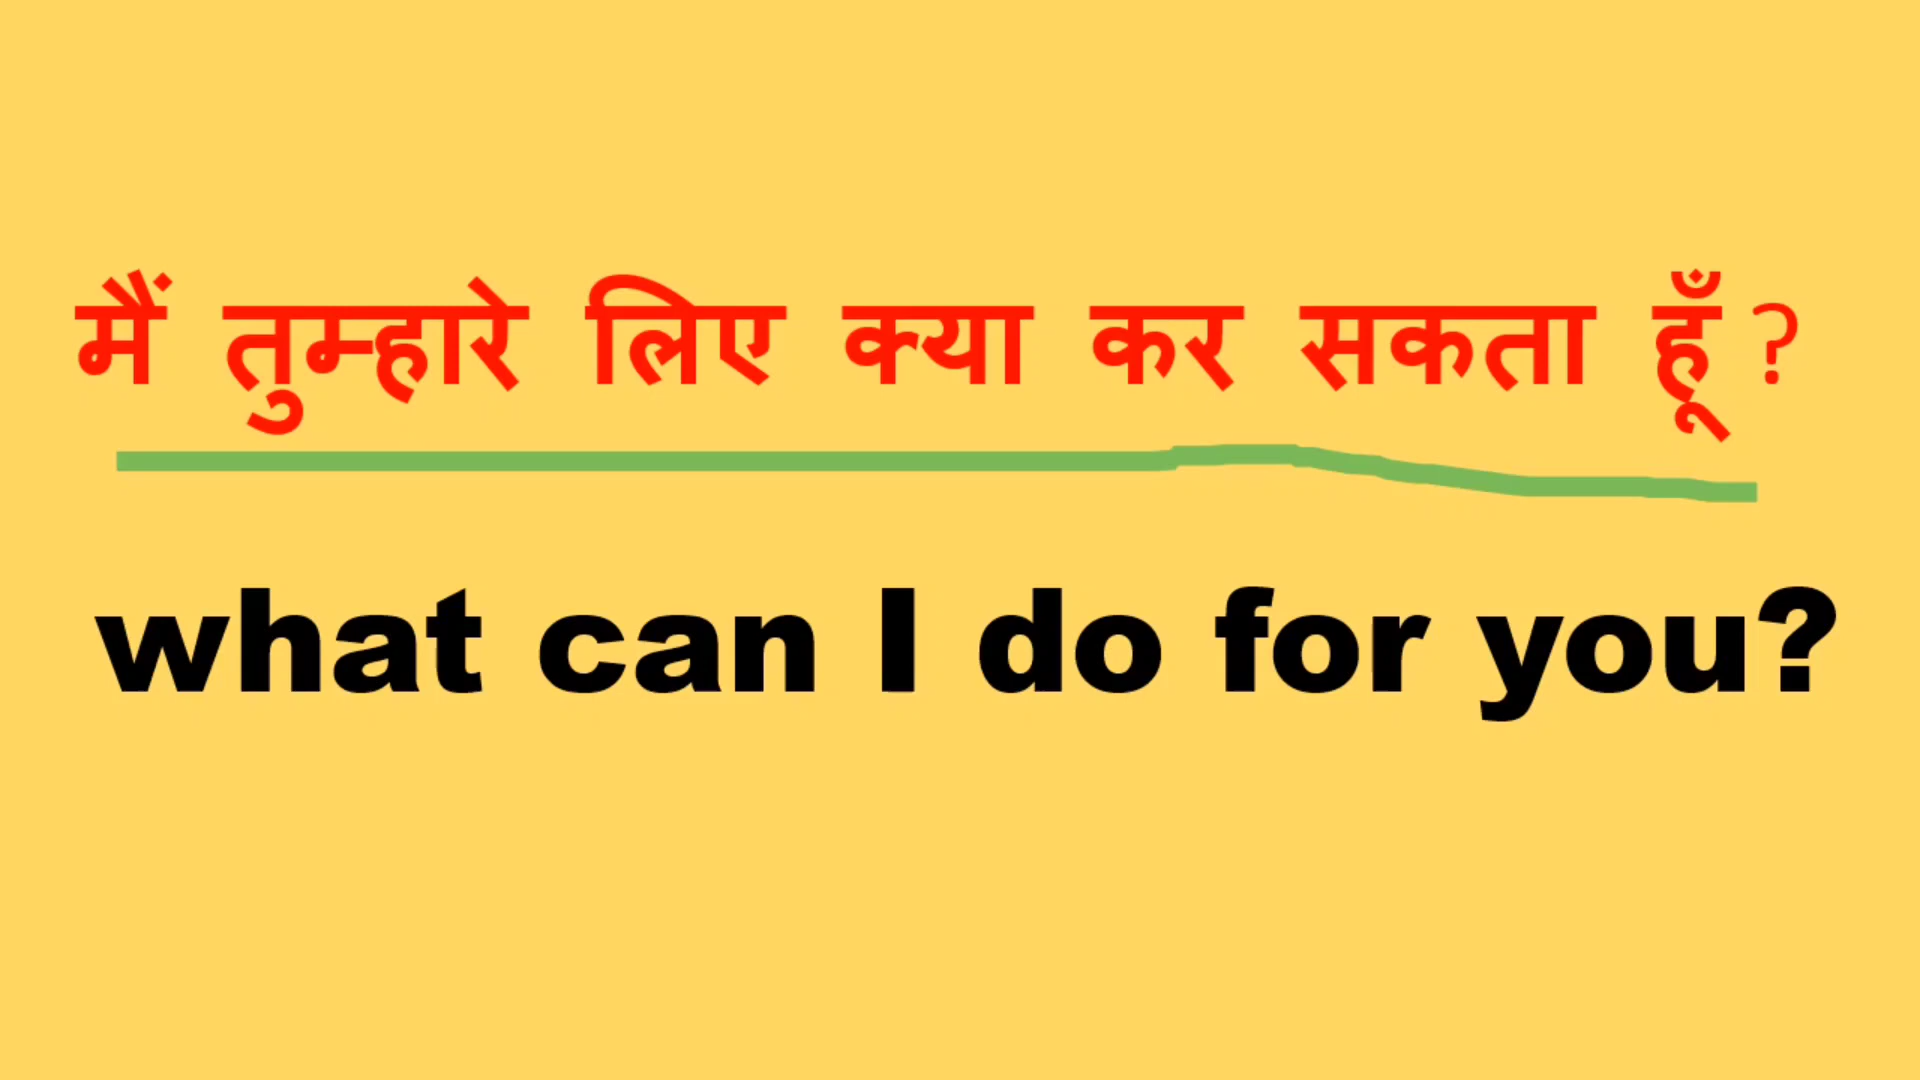 मैं तुम्हारे लिए क्या कर सकता हूँ ?
what can I do for you?